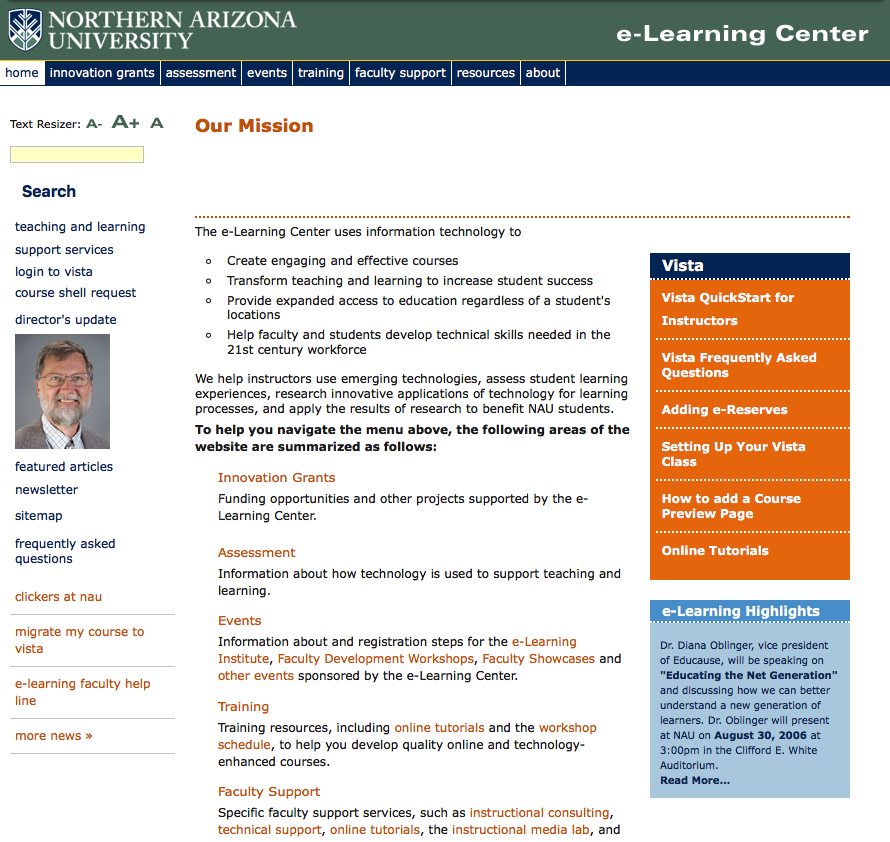 NORTHERN ARIZONA
UNIVERSITY
e-Learning Center
home innovation grants assessment events training faculty support resources about
Text Resizer: A- A+ A
Search
teaching and learning
support services
login to vista
course shell request
director's update
featured articles
newsletter
sitemap
frequently asked
questions
clickers at nau
migrate my course to
vista
e-learning faculty help
line
more news »
Our Mission
The e-Learning Center uses information technology to
Create engaging and effective courses
Transform teaching and learning to increase student success
Provide expanded access to education regardless of a student's
locations
Help faculty and students develop technical skills needed in the
21st century workforce
We help instructors use emerging technologies, assess student learning
experiences, research innovative applications of technology for learning
processes, and apply the results of research to benefit NAU students.
To help you navigate the menu above, the following areas of the
website are summarized as follows:
Innovation Grants
Funding opportunities and other projects supported by the e-
Learning Center.
Assessment
Information about how technology is used to support teaching and
learning.
Events
Information about and registration steps for the e-Learning
Institute, Faculty Development Workshops, Faculty Showcases and
other events sponsored by the e-Learning Center.
Training
Training resources, including online tutorials and the workshop
schedule, to help you develop quality online and technology-
enhanced courses.
Faculty Support
Specific faculty support services, such as instructional consulting,
technical support, online tutorials, the instructional media lab, and
Vista
Vista QuickStart for
Instructors
Vista Frequently Asked
Questions
Adding e-Reserves
Setting Up Your Vista
Class
How to add a Course
Preview Page
Online Tutorials
e-Learning Highlights
Dr. Diana Oblinger, vice president
of Educause, will be speaking on
"Educating the Net Generation"
and discussing how we can better
understand a new generation of
learners. Dr. Oblinger will present
at NAU on August 30, 2006 at
3:00pm in the Clifford E. White
Auditorium.
Read More...